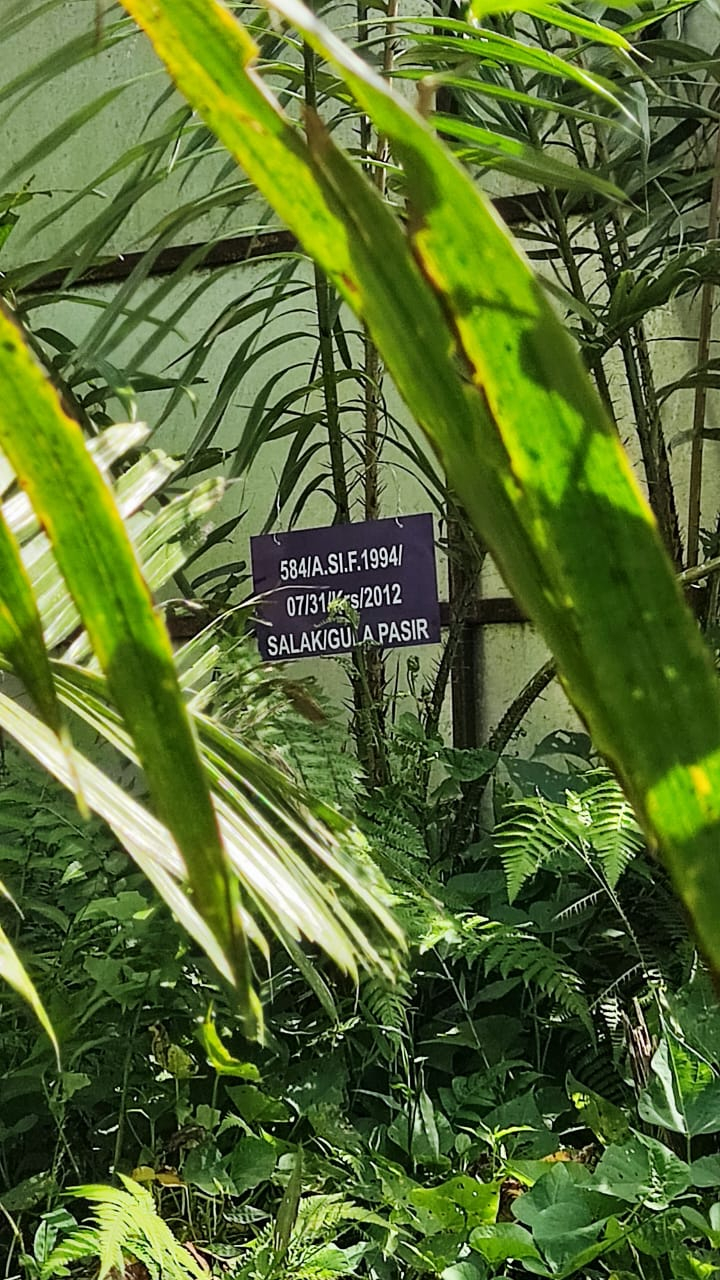 584/A.SI.F.1994/
07/31/Krs/2012
SALAK/GULA PASIR